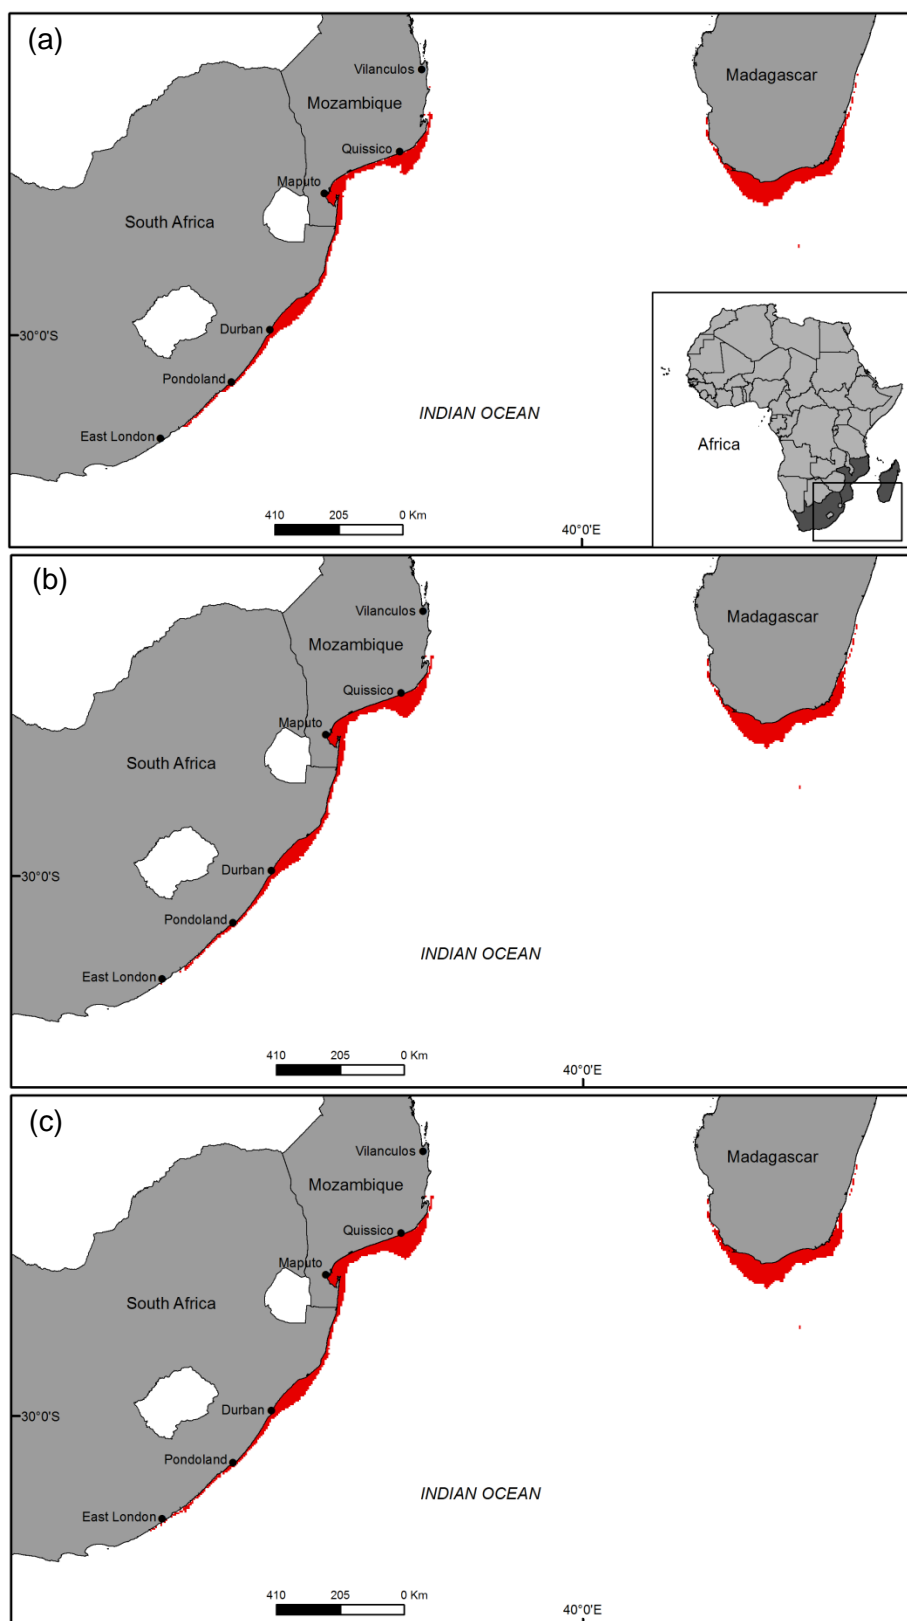 (a)
Vilanculos
Madagascar
Mozambique
Quissico
Maputo
South Africa
Durban
30°0'S
Pondoland
INDIAN OCEAN
Africa
East London
410 205 0 Km
40°0'E
(b)
Vilanculos
Madagascar
Mozambique
Quissico
Maputo
South Africa
Durban
30°0'S
Pondoland
INDIAN OCEAN
East London
410 205 0 Km
40°0'E
(c)
Vilanculos
Madagascar
Mozambique
Quissico
Maputo
South Africa
Durban
30°0'S
Pondoland
INDIAN OCEAN
East London
410 205 0 Km
40°0'E